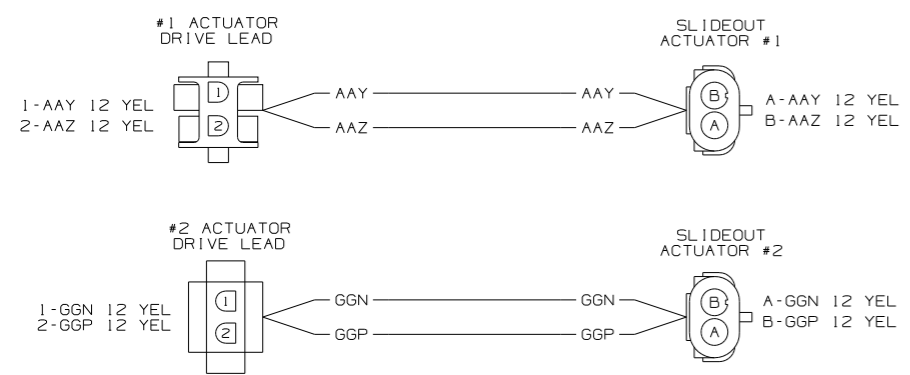 #1 ACTUATOR
DRIVE LEAD
SLIDEOUT
ACTUATOR #1
1-AAY 12 YEL
2-AAZ 12 YEL
1
2
AAY
AAY
AAZ
AAZ
B
A
A-AAY 12 YEL
B-AAZ 12 YEL
#2 ACTUATOR
DRIVE LEAD
SLIDEOUT
ACTUATOR #2
1-GGN 12 YEL
2-GGP 12 YEL
1
2
GGN
GGN
GGP
GGP
B
A
A-GGN 12 YEL
B-GGP 12 YEL